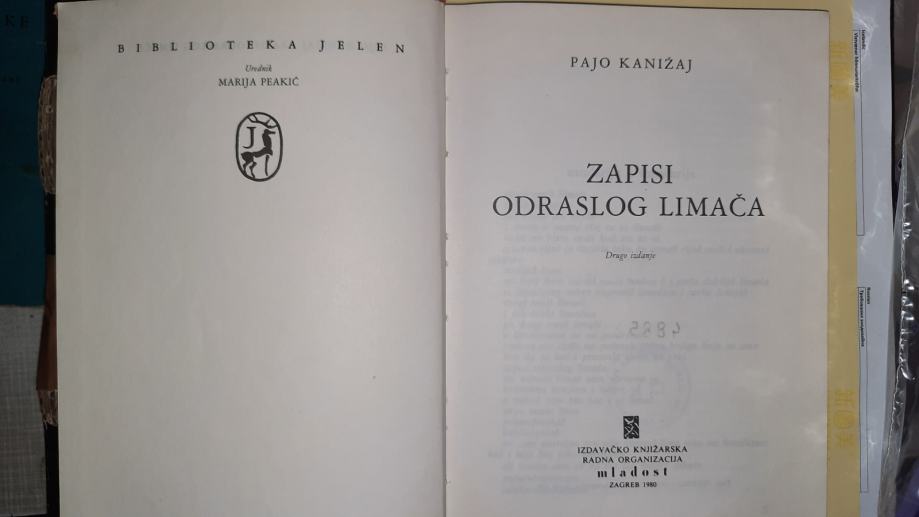 BIBLIOTEKA JELEN
Urednik
MARIJA PEAKIĆ
J
PAJO KANIŽAJ
ZAPISI
ODRASLOG LIMAČA
Drugo izdanje
4885
IZDAVAČKO KNJIŽARSKA
RADNA ORGANIZACIJA
mladost
ZAGREB 1980